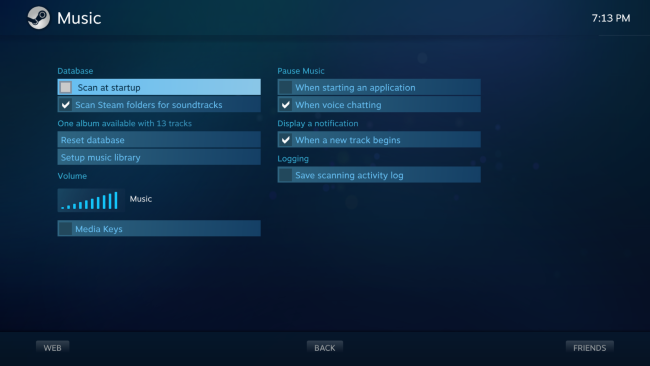 Music
7:13 PM
Database
Scan at startup
Scan Steam folders for soundtracks
One album available with 13 tracks
Reset database
Setup music library
Volume
Music
Media Keys
Pause Music
When starting an application
When voice chatting
Display a notification
When a new track begins
Logging
Save scanning activity log
WEB
BACK
FRIENDS